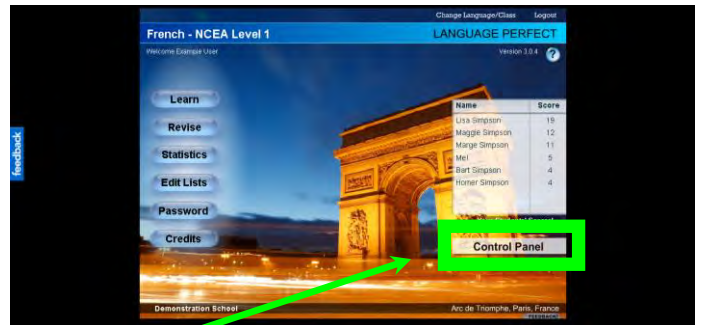 Change Language/Class Logout
French - NCEA Level 1 LANGUAGE PERFECT
Welcome Example User Version 3.0.4 ?
Learn
Revise
Statistics
Edit Lists
Password
Credits
Name Score
Lisa Simpson 19
Maggie Simpson 12
Marge Simpson 11
Mel 5
Bart Simpson 4
Homer Simpson 4
Control Panel
feedback
Demonstration School Arc de Triomphe, Paris, France
FEEDBACK!